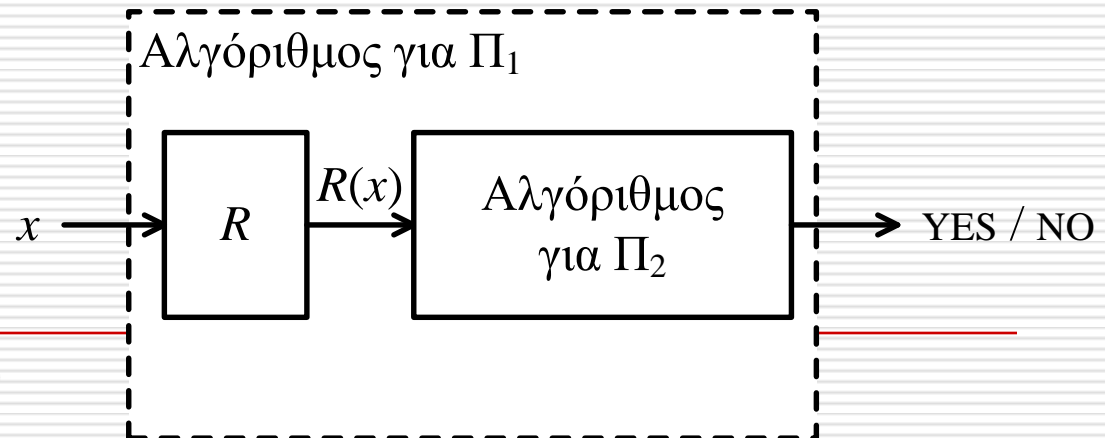 Αλγόριθμος για Π₁
x
R
R(x)
Αλγόριθμος
για Π₂
YES / NO